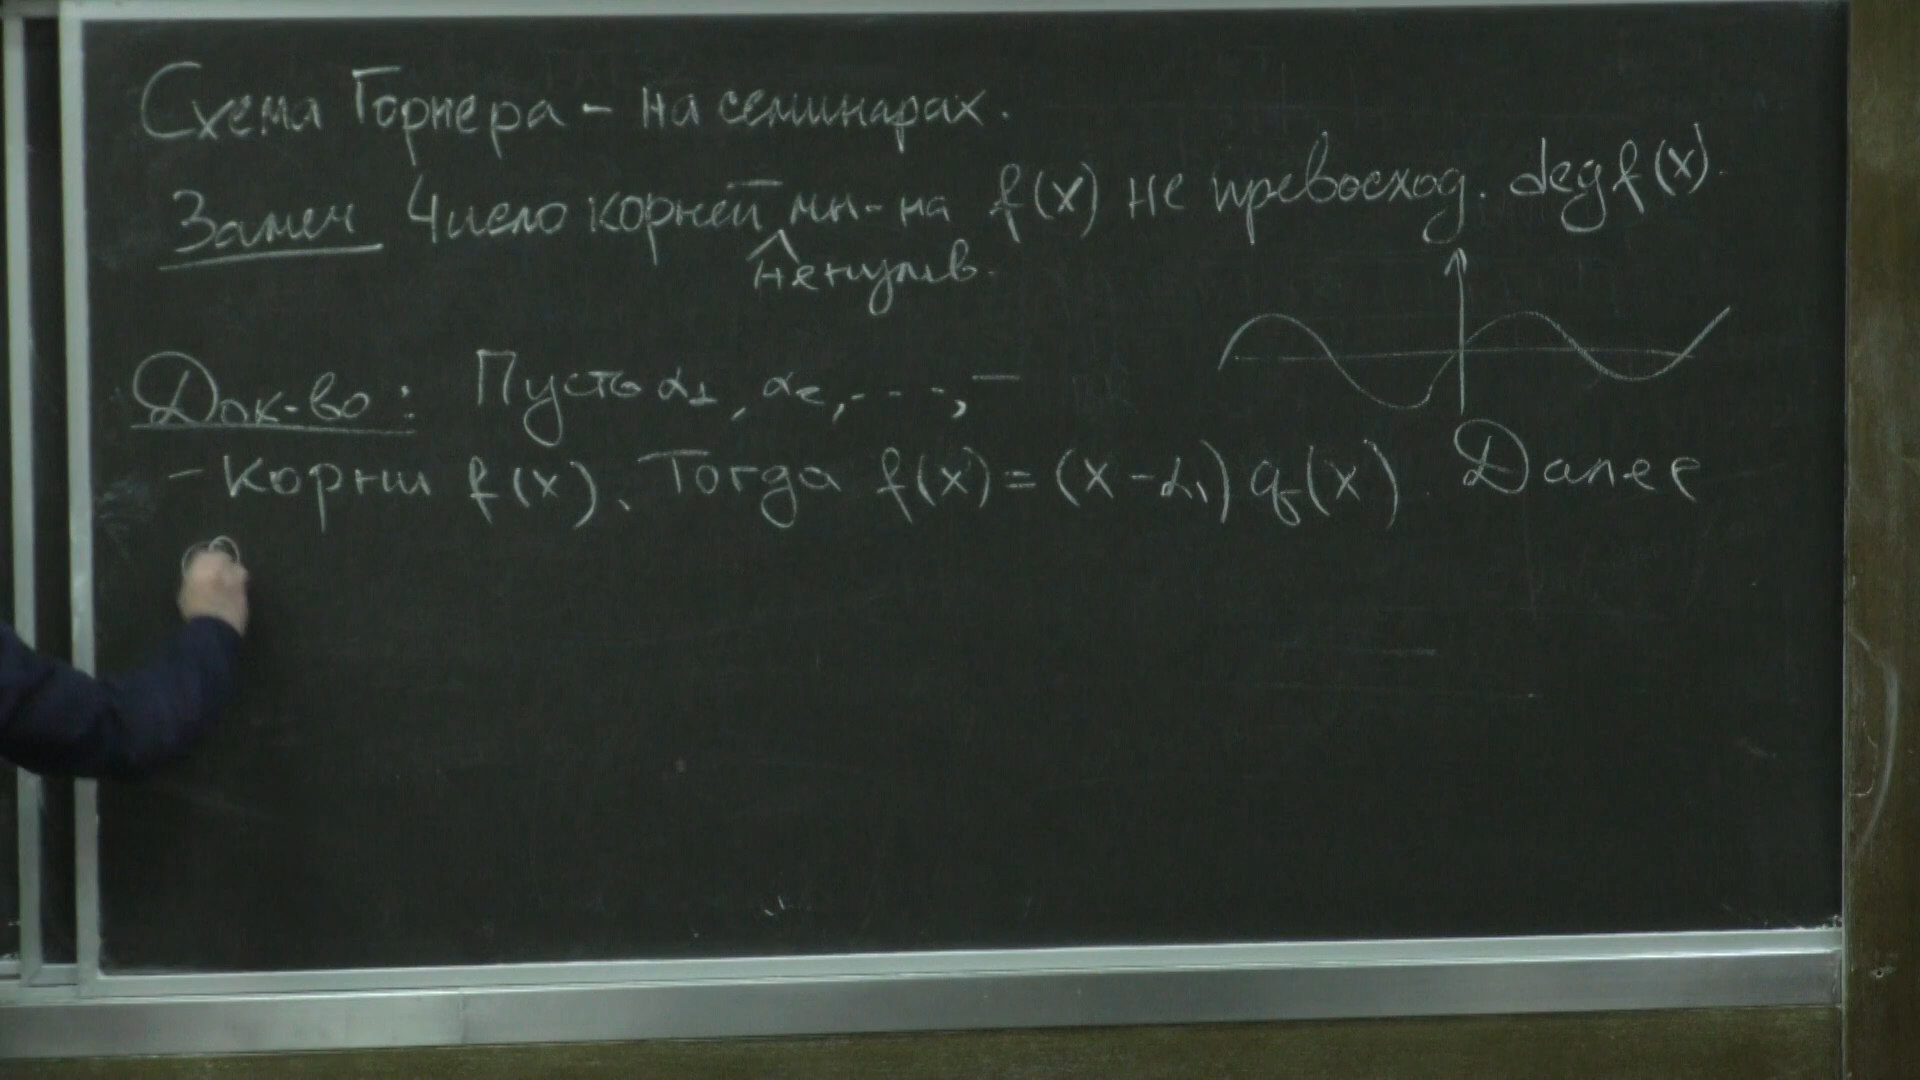 Схема Горнера – на семинарах.
Замеч Число корней мн-на f(x) не превосход. deg f(x).
ненулев.
Док-во: Пусть α₁, α₂, - - -, –
– корни f(x). Тогда f(x) = (x – α₁) q(x). Далее